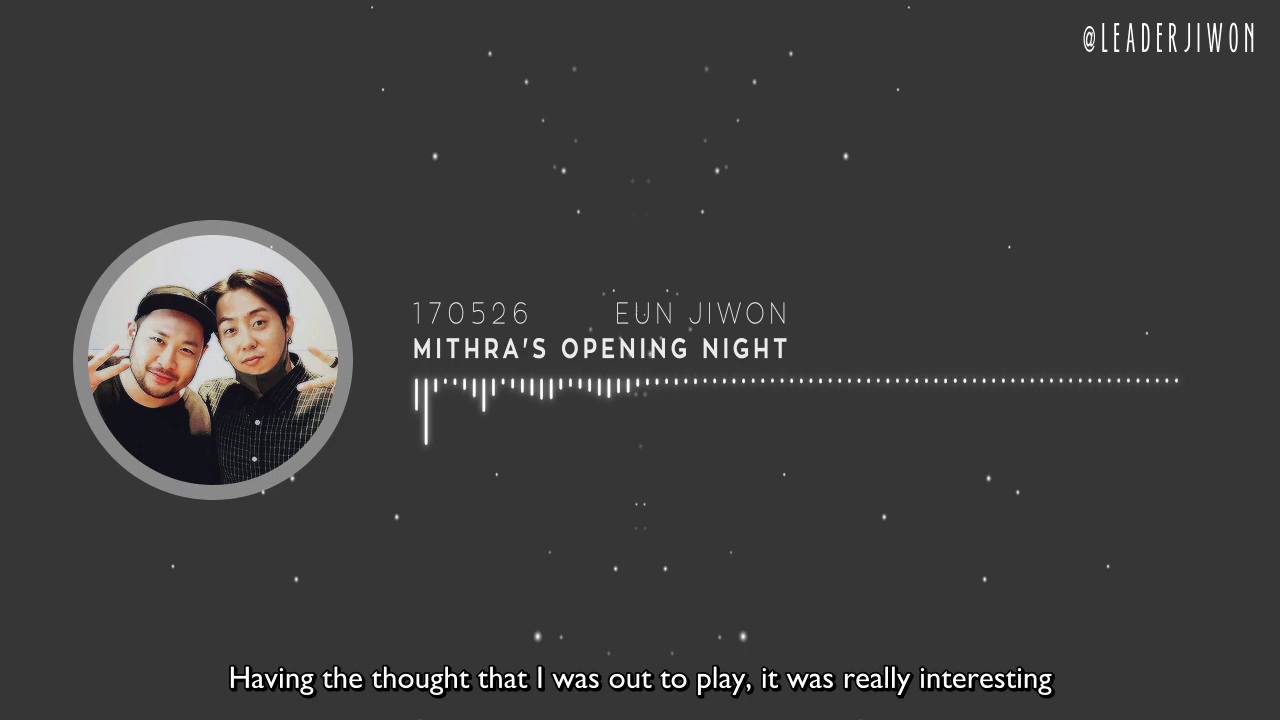 @LEADERJIWON
170526 EUN JIWON
MITHRA'S OPENING NIGHT
Having the thought that I was out to play, it was really interesting